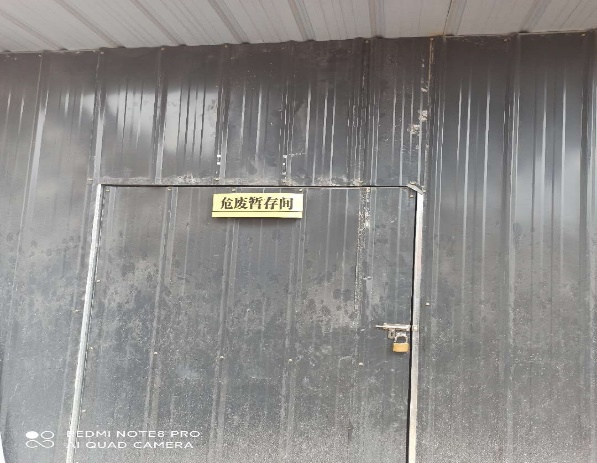 危废暂存间
REDMI NOTE8 PRO
AI QUAD CAMERA